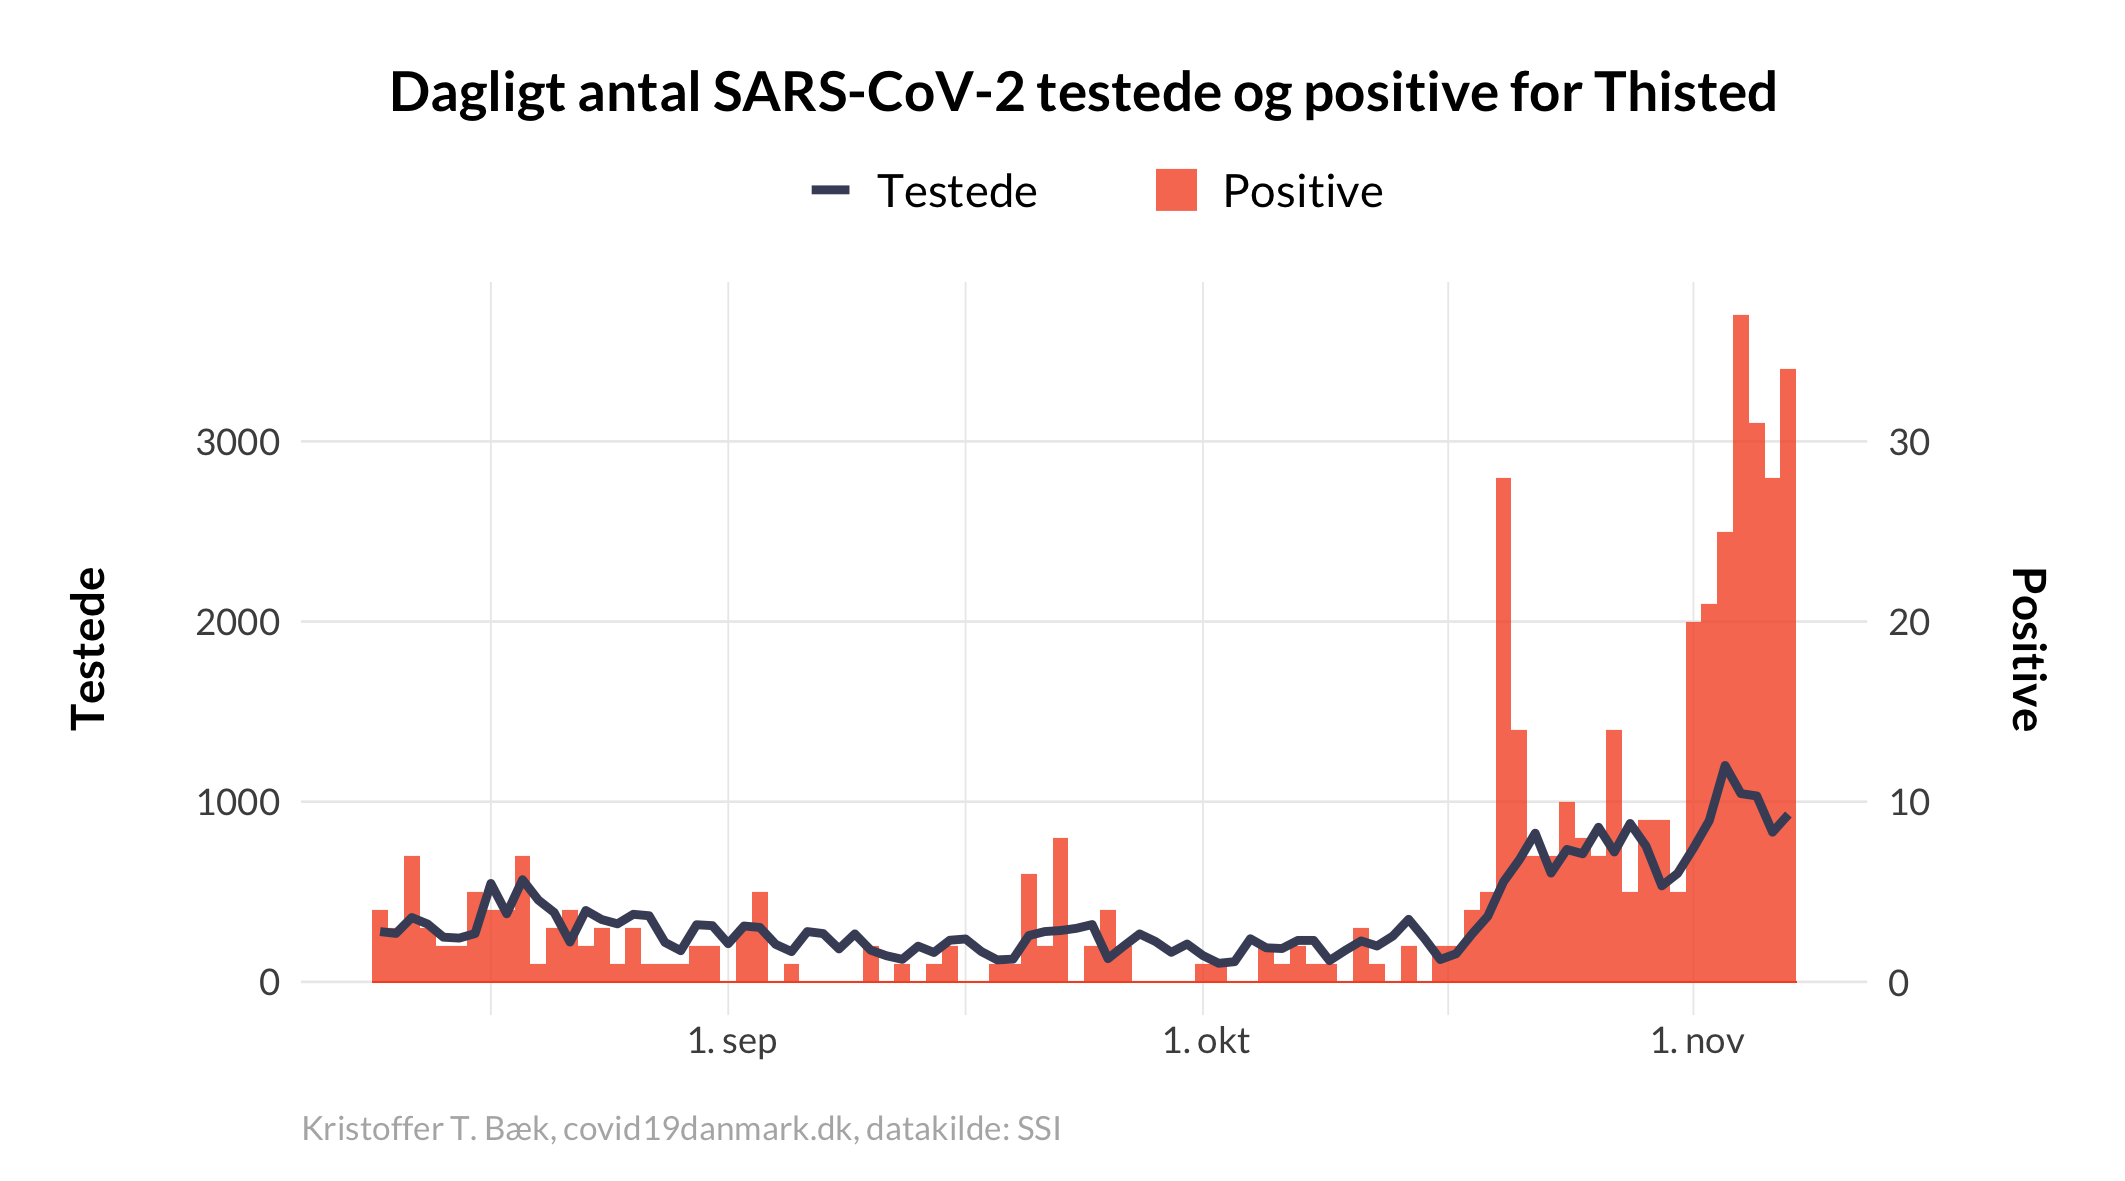 Dagligt antal SARS-CoV-2 testede og positive for Thisted
Testede Positive
3000 30
2000 20
1000 10
0 0
Testede
Positive
1. sep 1. okt 1. nov
Kristoffer T. Bæk, covid19danmark.dk, datakilde: SSI